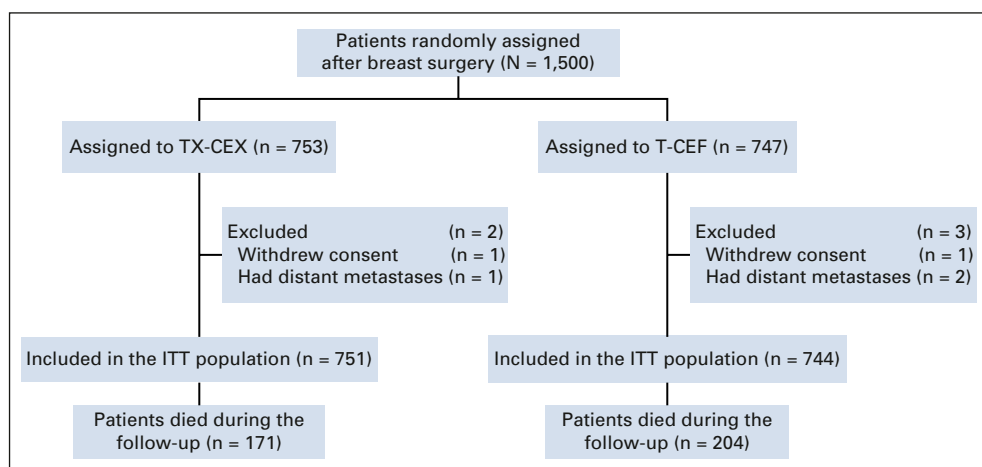 Patients randomly assigned
after breast surgery (N = 1,500)
Assigned to TX-CEX (n = 753)
Assigned to T-CEF (n = 747)
Excluded (n = 2)
Withdrew consent (n = 1)
Had distant metastases (n = 1)
Excluded (n = 3)
Withdrew consent (n = 1)
Had distant metastases (n = 2)
Included in the ITT population (n = 751)
Included in the ITT population (n = 744)
Patients died during the
follow-up (n = 171)
Patients died during the
follow-up (n = 204)